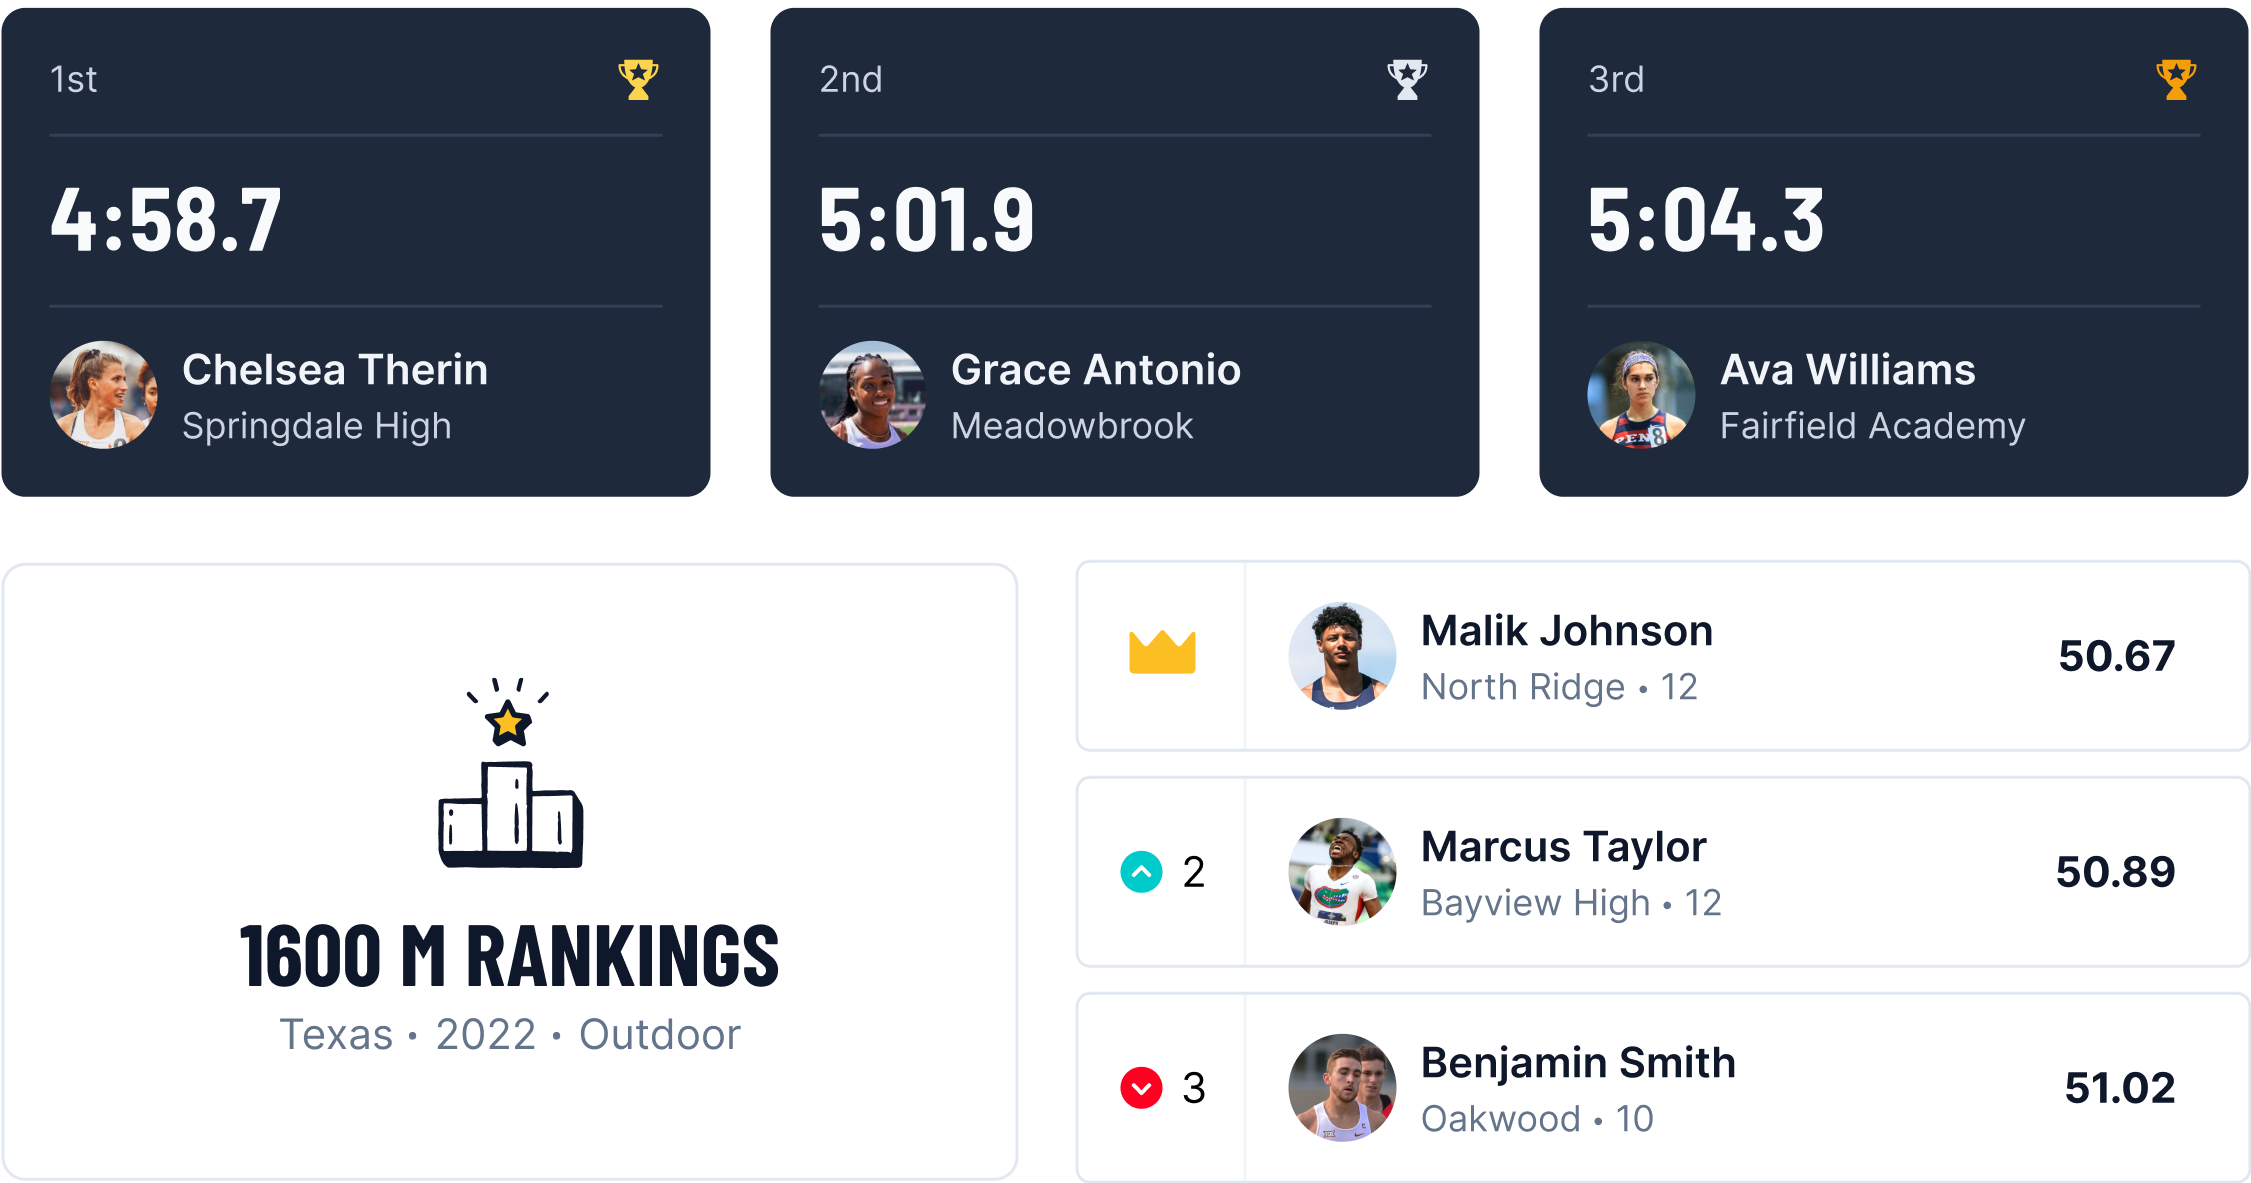 1st
4:58.7
Chelsea Therin
Springdale High
2nd
5:01.9
Grace Antonio
Meadowbrook
3rd
5:04.3
Ava Williams
Fairfield Academy
PEN
8
1600 M RANKINGS
Texas • 2022 • Outdoor
Malik Johnson
North Ridge • 12
50.67
2
Marcus Taylor
Bayview High • 12
50.89
3
Benjamin Smith
Oakwood • 10
51.02